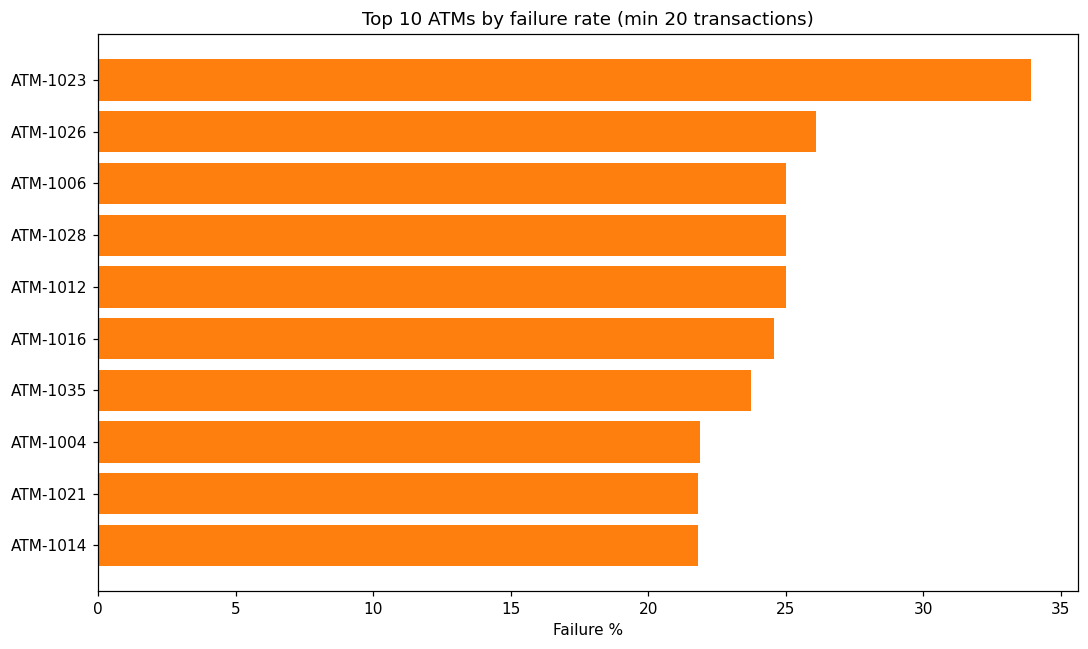 Top 10 ATMs by failure rate (min 20 transactions)
ATM-1023
ATM-1026
ATM-1006
ATM-1028
ATM-1012
ATM-1016
ATM-1035
ATM-1004
ATM-1021
ATM-1014
0 5 10 15 20 25 30 35
Failure %